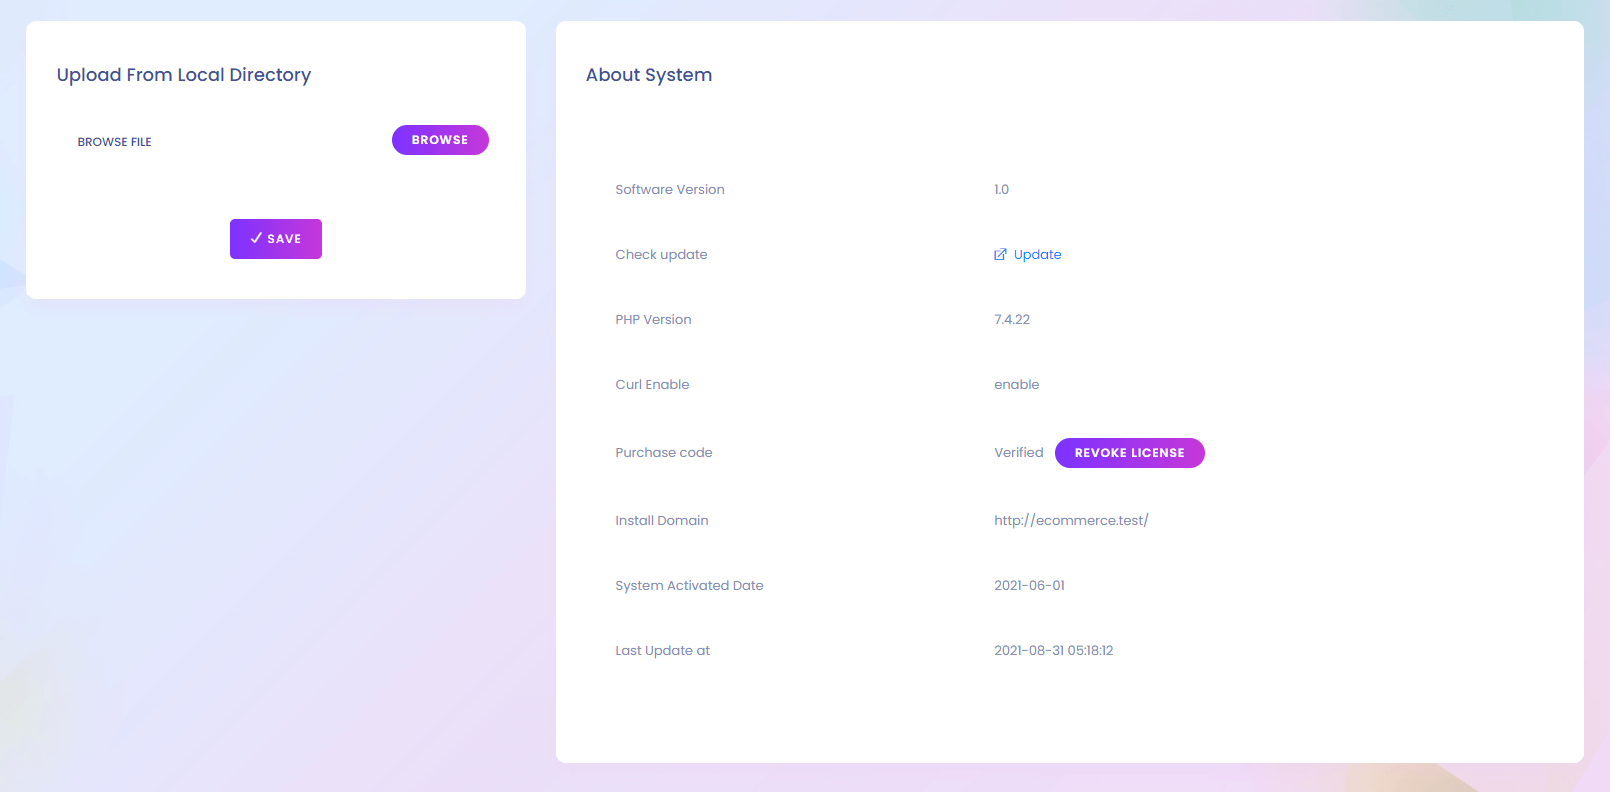 Upload From Local Directory
BROWSE FILE
BROWSE
SAVE
About System
Software Version 1.0
Check update Update
PHP Version 7.4.22
Curl Enable enable
Purchase code Verified REVOKE LICENSE
Install Domain http://ecommerce.test/
System Activated Date 2021-06-01
Last Update at 2021-08-31 05:18:12